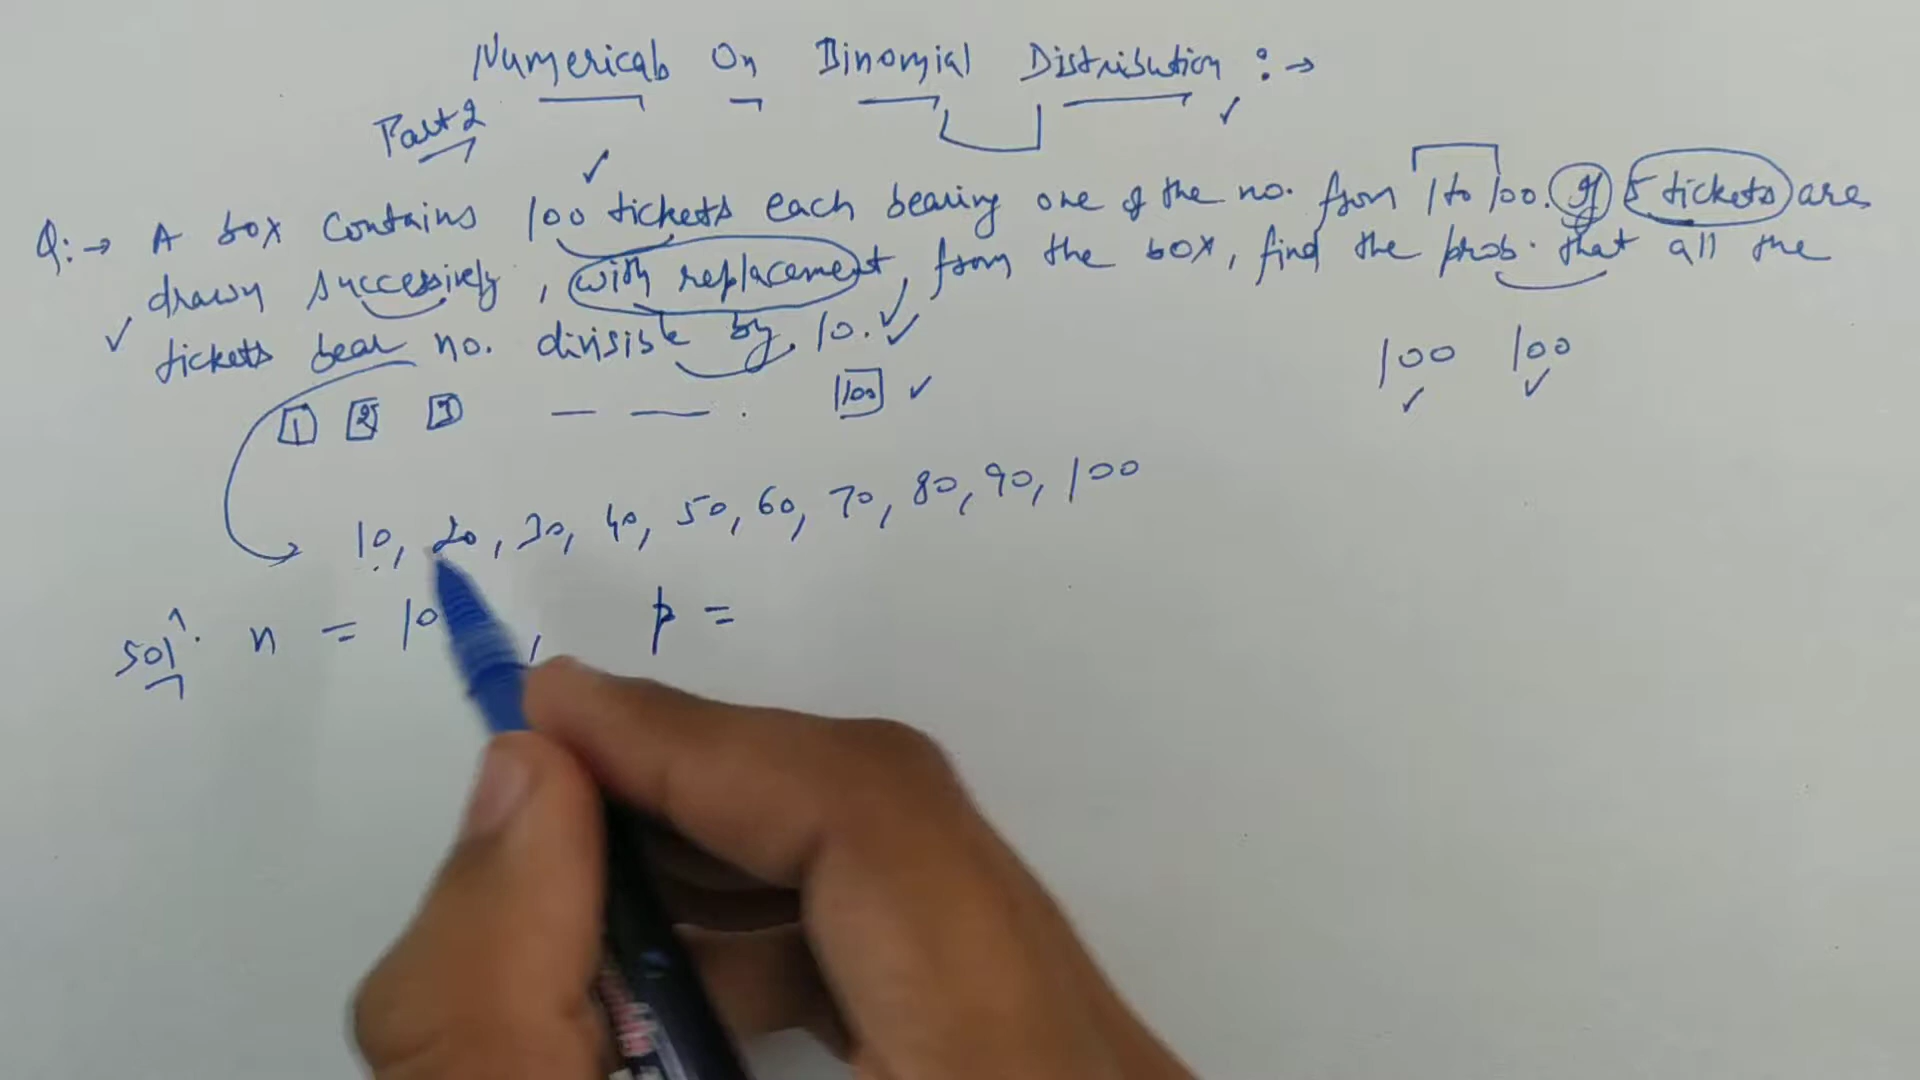 Numericals On Binomial Distribution :→
Part 2
Q:→ A box contains 100 tickets each bearing one of the no. from 1 to 100. If 5 tickets are
drawn successively, with replacement, from the box, find the prob. that all the
tickets bear no. divisible by 10.
100 100
1 2 3 — — . 100
10, 20, 30, 40, 50, 60, 70, 80, 90, 100
Solⁿ. n = 10 , p =